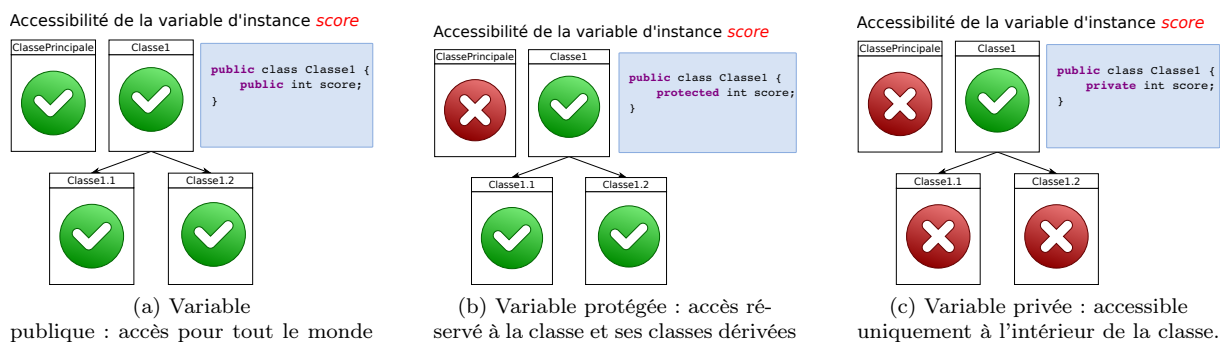 Accessibilité de la variable d'instance score
ClassePrincipale
Classe1
public class Classe1 {
public int score;
}
Classe1.1
Classe1.2
(a) Variable
publique : accès pour tout le monde
Accessibilité de la variable d'instance score
ClassePrincipale
Classe1
public class Classe1 {
protected int score;
}
Classe1.1
Classe1.2
(b) Variable protégée : accès ré-
servé à la classe et ses classes dérivées
Accessibilité de la variable d'instance score
ClassePrincipale
Classe1
public class Classe1 {
private int score;
}
Classe1.1
Classe1.2
(c) Variable privée : accessible
uniquement à l'intérieur de la classe.